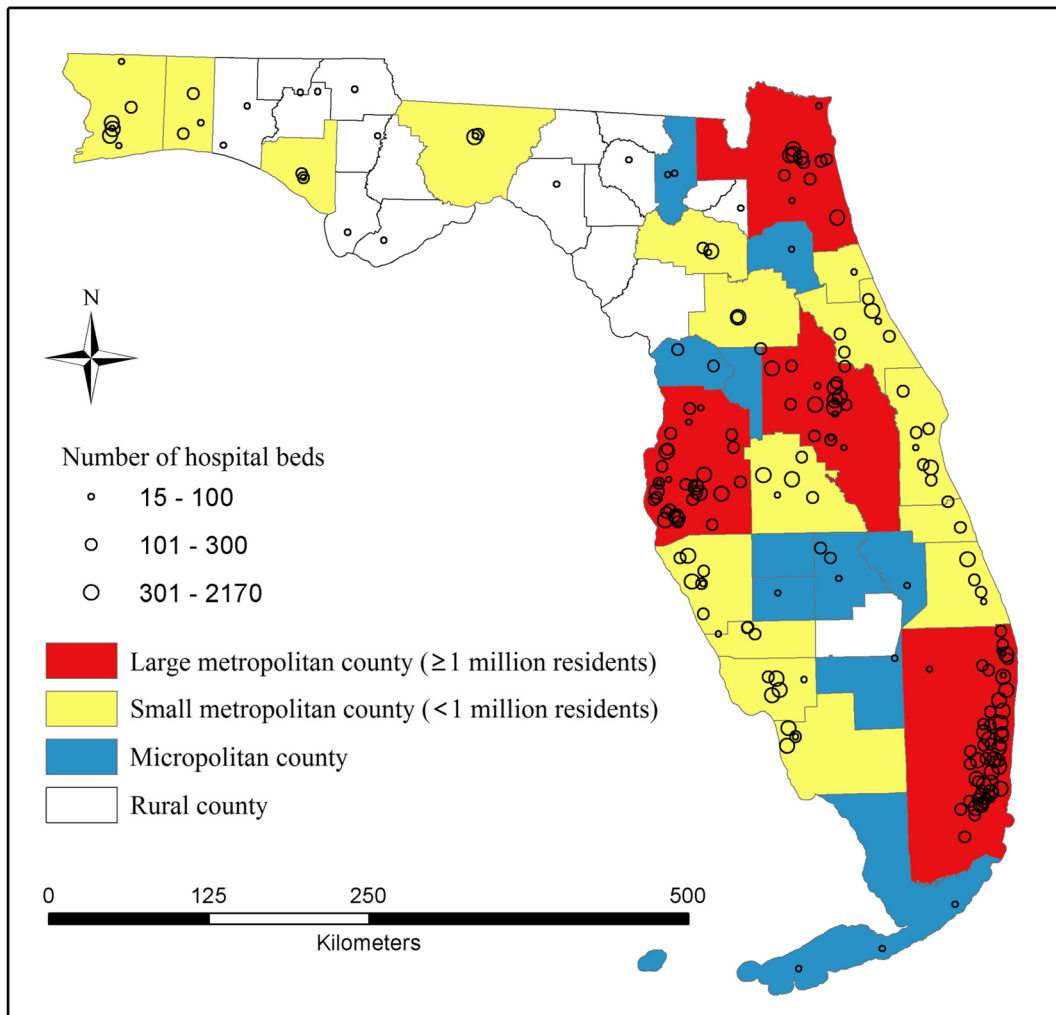 N
Number of hospital beds
15 - 100
101 - 300
301 - 2170
Large metropolitan county (≥1 million residents)
Small metropolitan county (<1 million residents)
Micropolitan county
Rural county
0 125 250 500
Kilometers